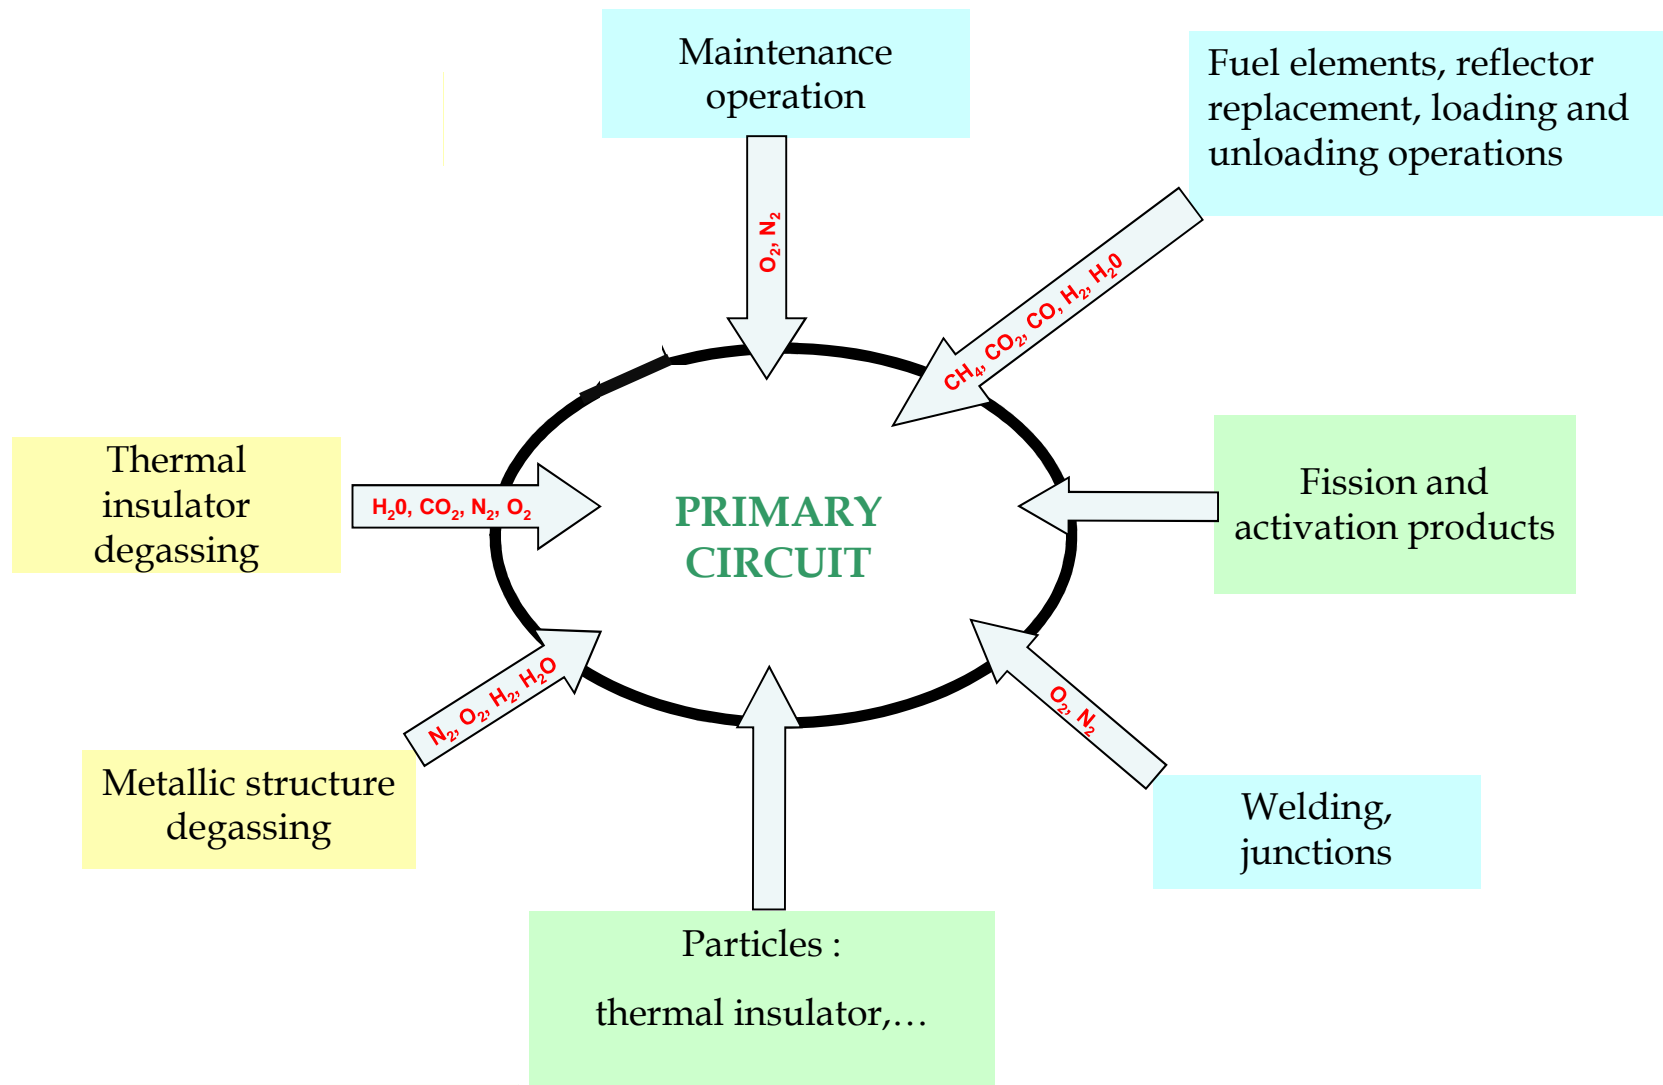 Maintenance
operation
Fuel elements, reflector
replacement, loading and
unloading operations
O₂, N₂
CH₄, CO₂, CO, H₂, H₂0
Thermal
insulator
degassing
H₂0, CO₂, N₂, O₂
PRIMARY
CIRCUIT
Fission and
activation products
N₂, O₂, H₂, H₂O
O₂, N₂
Metallic structure
degassing
Welding,
junctions
Particles :
thermal insulator,…